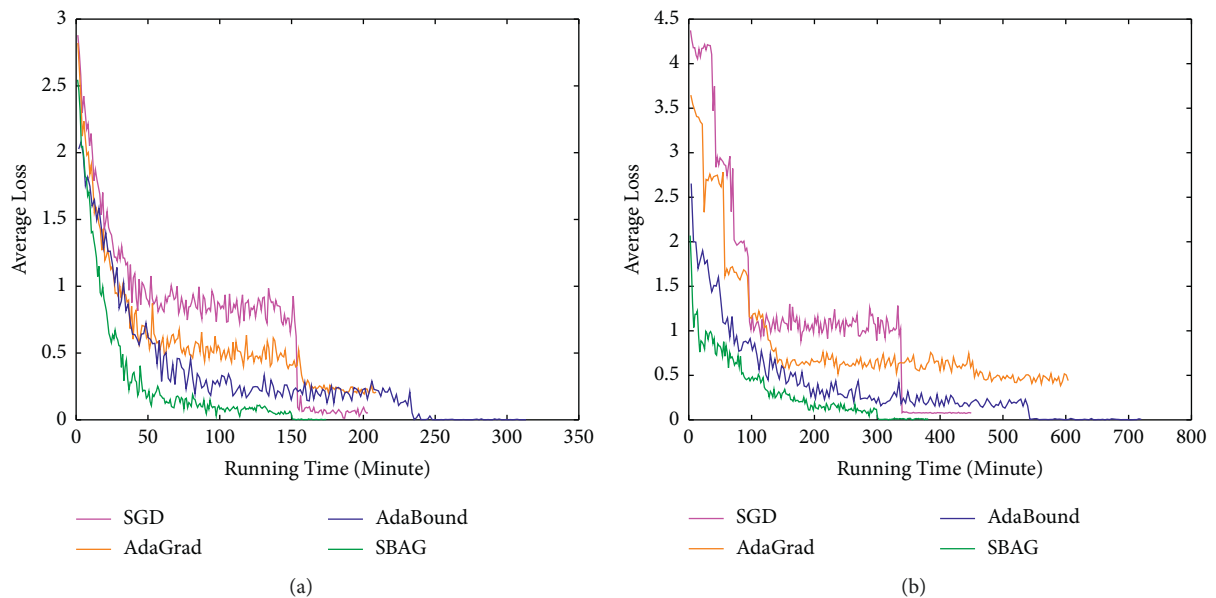 3
2.5
2
1.5
1
0.5
0
Average Loss
0 50 100 150 200 250 300 350
Running Time (Minute)
SGD AdaBound
AdaGrad SBAG
(a)
4.5
4
3.5
3
2.5
2
1.5
1
0.5
0
Average Loss
0 100 200 300 400 500 600 700 800
Running Time (Minute)
SGD AdaBound
AdaGrad SBAG
(b)